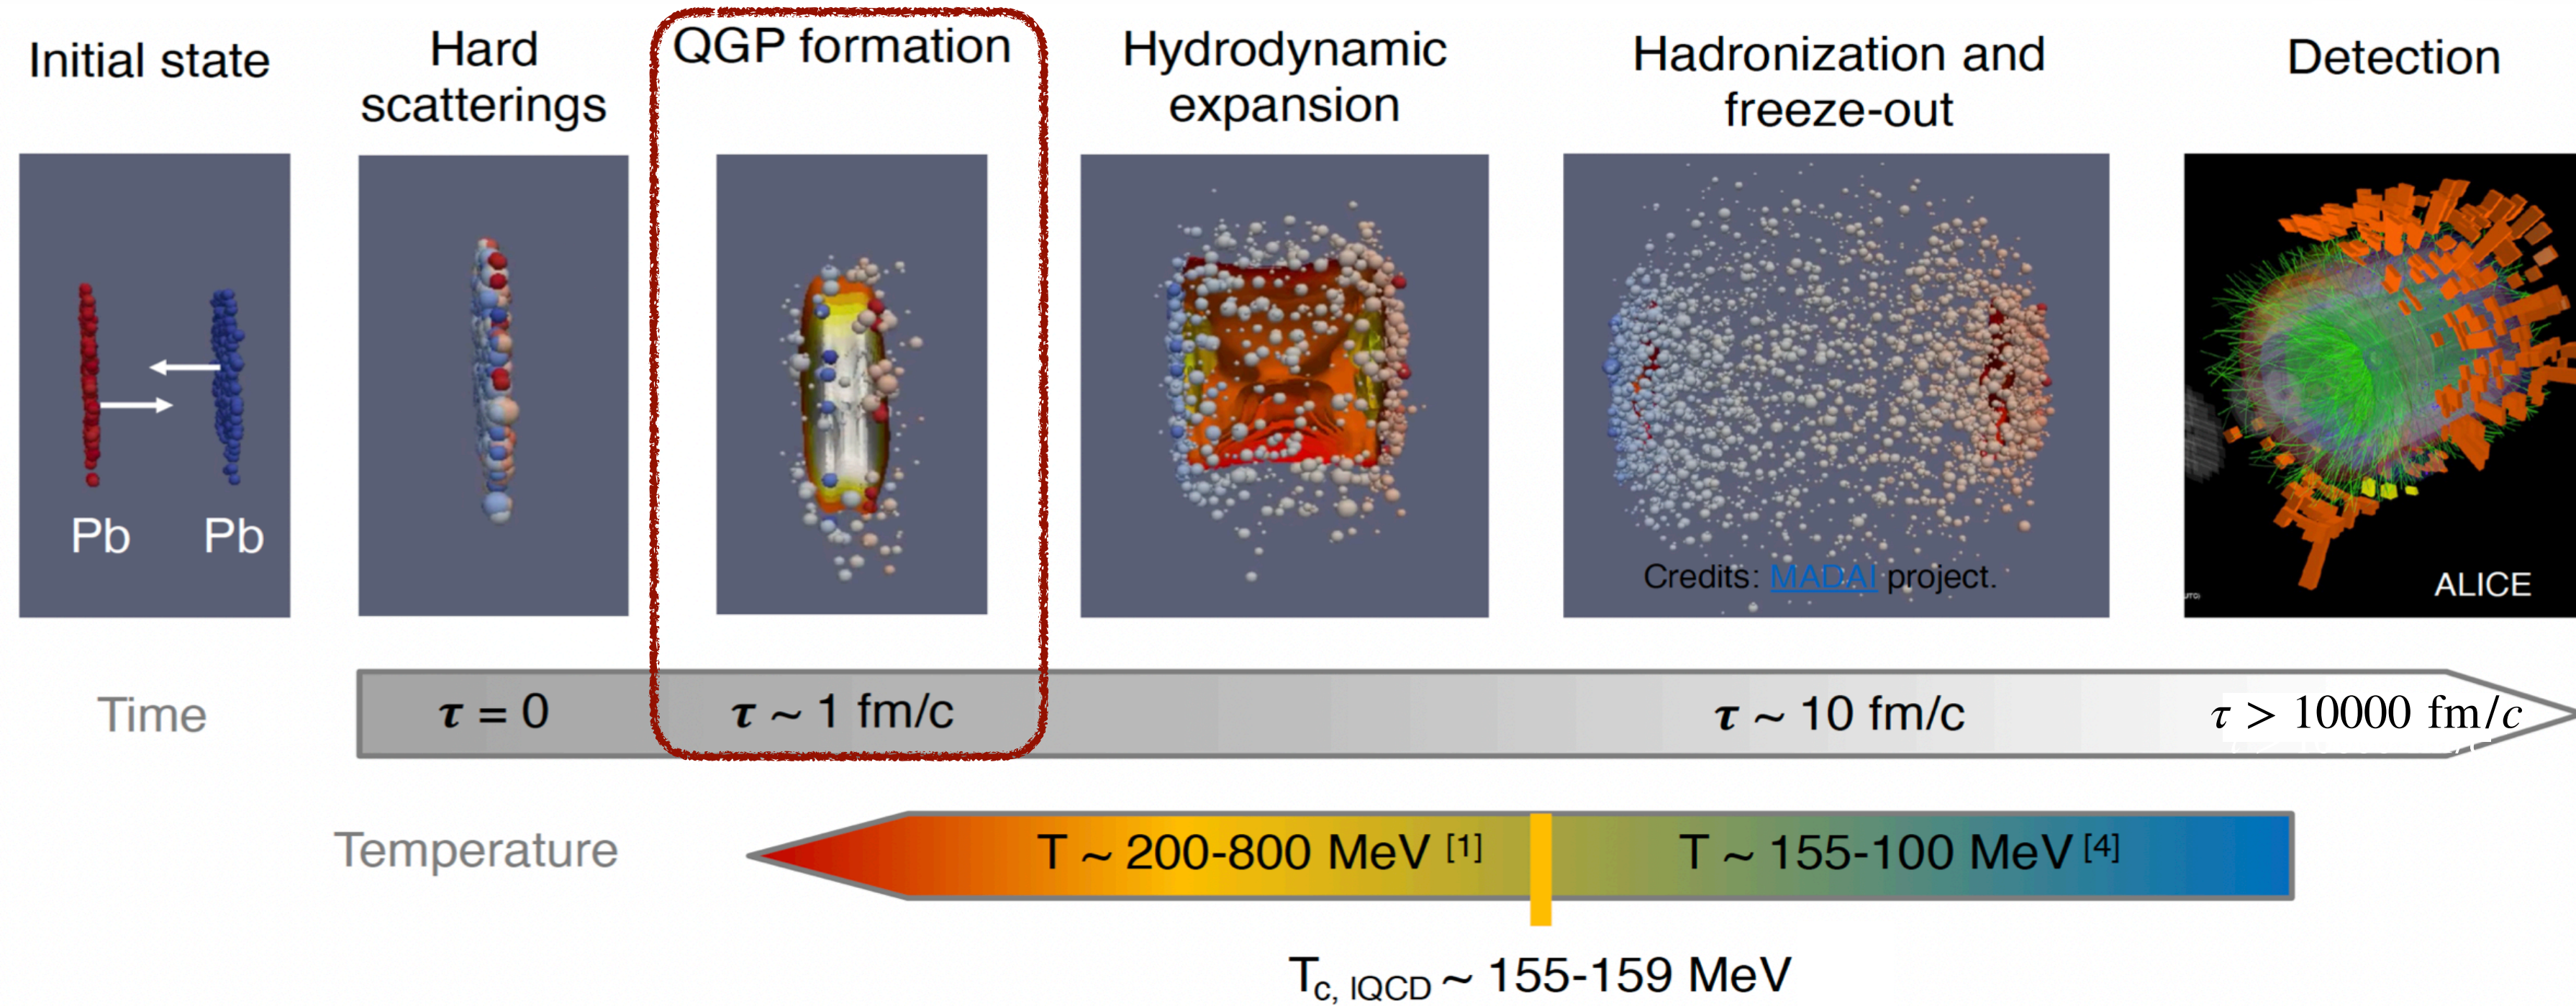 Initial state
Hard
scatterings
QGP formation
Hydrodynamic
expansion
Hadronization and
freeze-out
Detection
Pb Pb
Credits: MADAI project.
ALICE
Time
τ = 0
τ ~ 1 fm/c
τ ~ 10 fm/c
τ > 10000 fm/c
Temperature
T ~ 200-800 MeV [1]
T ~ 155-100 MeV [4]
Tc, lQCD ~ 155-159 MeV